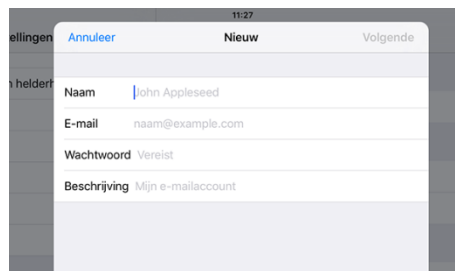 11:27
ellingen
Annuleer Nieuw Volgende
n helderh
Naam John Appleseed
E-mail naam@example.com
Wachtwoord Vereist
Beschrijving Mijn e-mailaccount